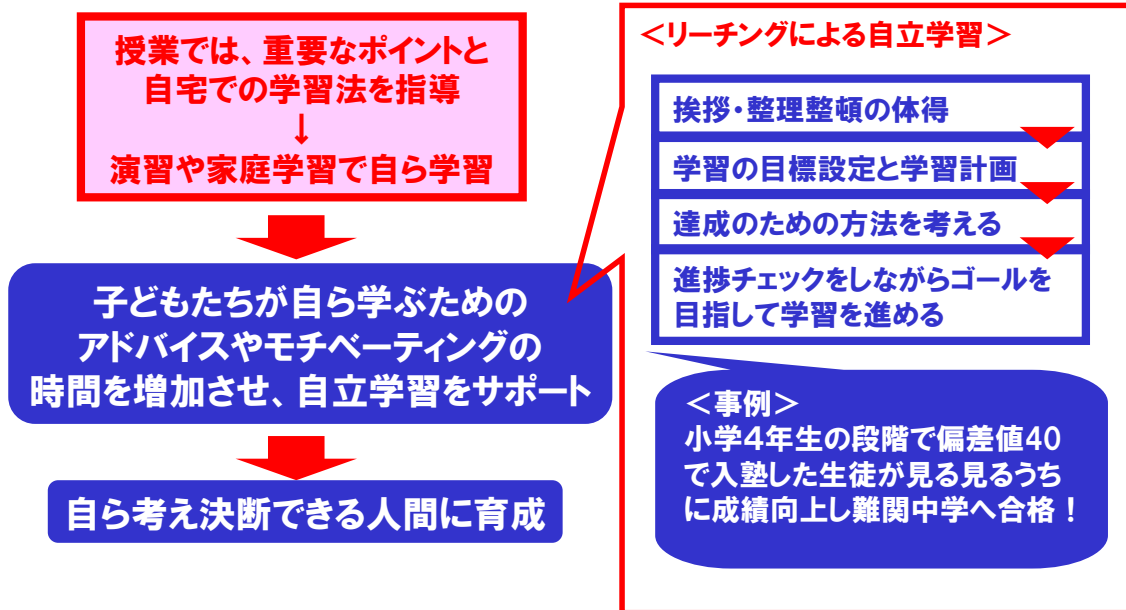 授業では、重要なポイントと
自宅での学習法を指導
↓
演習や家庭学習で自ら学習
子どもたちが自ら学ぶための
アドバイスやモチベーティングの
時間を増加させ、自立学習をサポート
自ら考え決断できる人間に育成
＜リーチングによる自立学習＞
挨拶・整理整頓の体得
学習の目標設定と学習計画
達成のための方法を考える
進捗チェックをしながらゴールを
目指して学習を進める
＜事例＞
小学4年生の段階で偏差値40
で入塾した生徒が見る見るうち
に成績向上し難関中学へ合格！